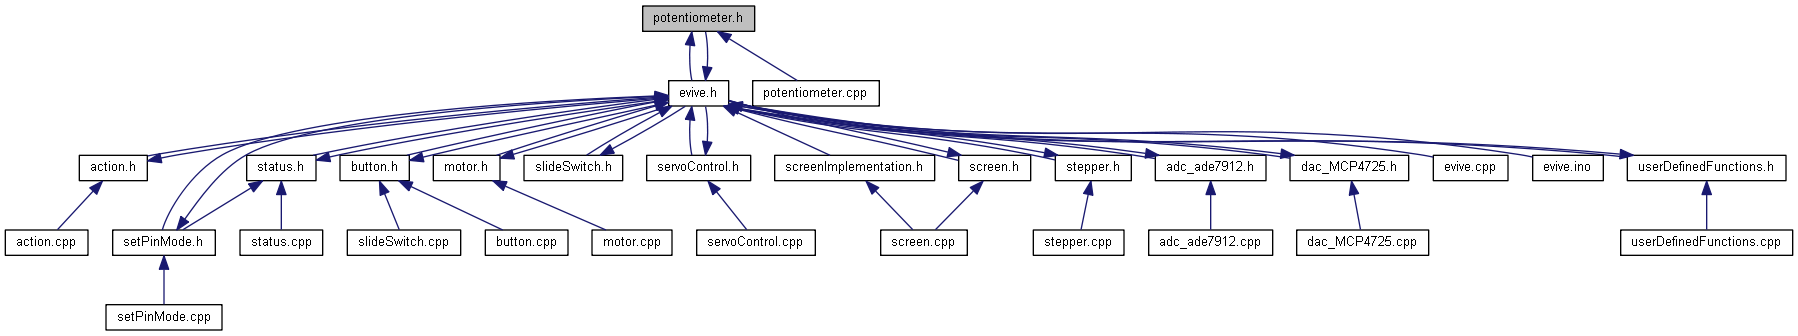 potentiometer.h
evive.h
potentiometer.cpp
action.h
status.h
button.h
motor.h
slideSwitch.h
servoControl.h
screenImplementation.h
screen.h
stepper.h
adc_ade7912.h
dac_MCP4725.h
evive.cpp
evive.ino
userDefinedFunctions.h
action.cpp
setPinMode.h
status.cpp
slideSwitch.cpp
button.cpp
motor.cpp
servoControl.cpp
screen.cpp
stepper.cpp
adc_ade7912.cpp
dac_MCP4725.cpp
userDefinedFunctions.cpp
setPinMode.cpp